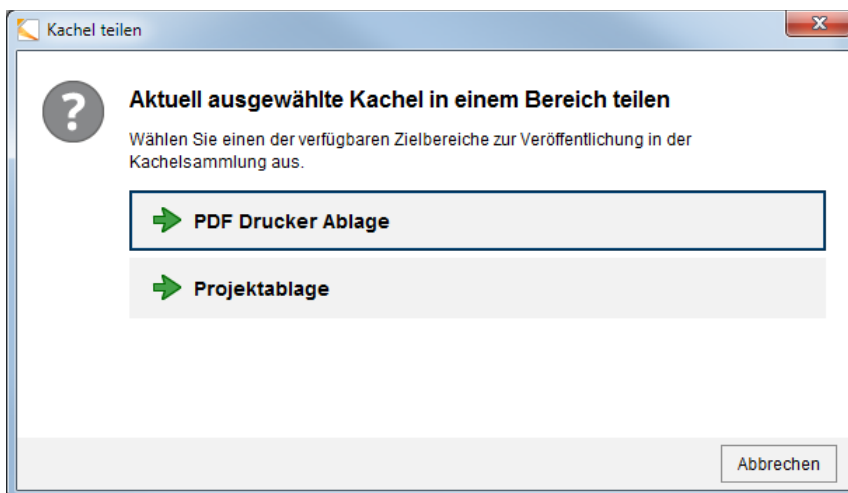 Kachel teilen
Aktuell ausgewählte Kachel in einem Bereich teilen
Wählen Sie einen der verfügbaren Zielbereiche zur Veröffentlichung in der
Kachelsammlung aus.
PDF Drucker Ablage
Projektablage
Abbrechen